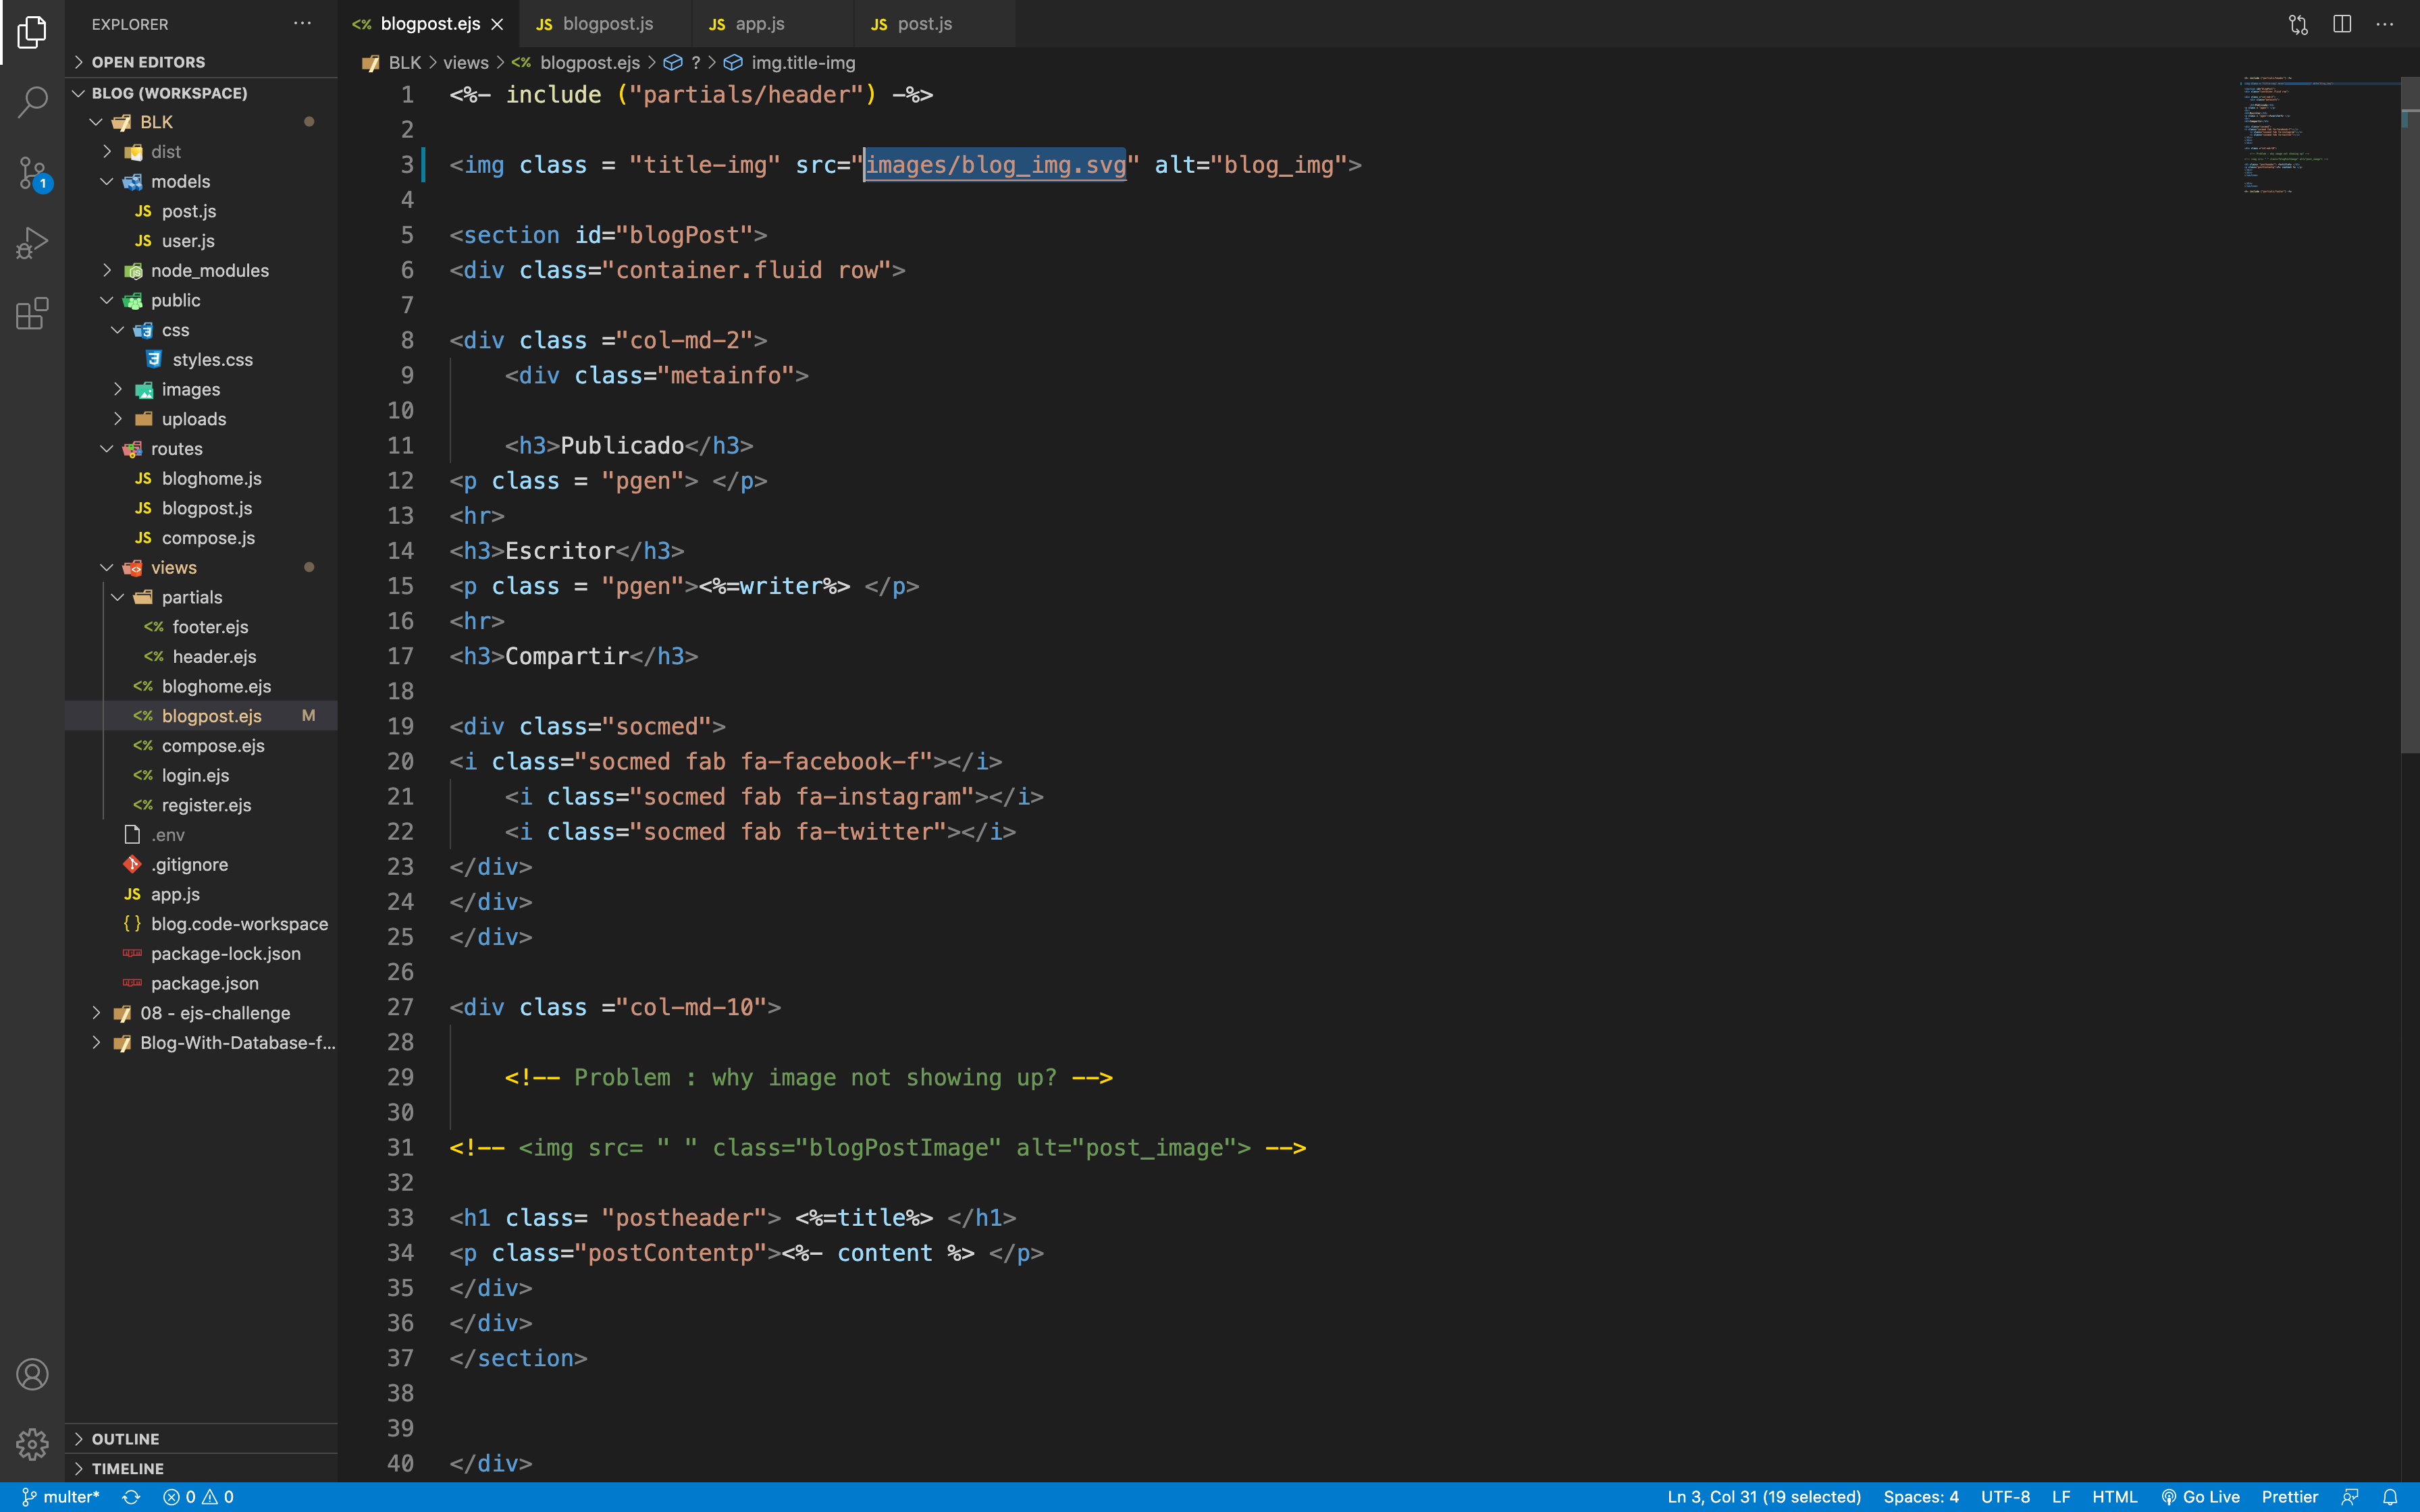 EXPLORER
OPEN EDITORS
BLOG (WORKSPACE)
BLK
dist
models
JS post.js
JS user.js
node_modules
public
css
styles.css
images
uploads
routes
JS bloghome.js
JS blogpost.js
JS compose.js
views
partials
<% footer.ejs
<% header.ejs
<% bloghome.ejs
<% blogpost.ejs M
<% compose.ejs
<% login.ejs
<% register.ejs
.env
.gitignore
JS app.js
{ } blog.code-workspace
package-lock.json
package.json
08 - ejs-challenge
Blog-With-Database-f...
OUTLINE
TIMELINE
1
<% blogpost.ejs JS blogpost.js JS app.js JS post.js
BLK > views > <% blogpost.ejs > ? > img.title-img
1 <%- include ("partials/header") -%>
2
3 <img class = "title-img" src="images/blog_img.svg" alt="blog_img">
4
5 <section id="blogPost">
6 <div class="container.fluid row">
7
8 <div class ="col-md-2">
9 <div class="metainfo">
10
11 <h3>Publicado</h3>
12 <p class = "pgen"> </p>
13 <hr>
14 <h3>Escritor</h3>
15 <p class = "pgen"><%=writer%> </p>
16 <hr>
17 <h3>Compartir</h3>
18
19 <div class="socmed">
20 <i class="socmed fab fa-facebook-f"></i>
21 <i class="socmed fab fa-instagram"></i>
22 <i class="socmed fab fa-twitter"></i>
23 </div>
24 </div>
25 </div>
26
27 <div class ="col-md-10">
28
29 <!-- Problem : why image not showing up? -->
30
31 <!-- <img src= " " class="blogPostImage" alt="post_image"> -->
32
33 <h1 class= "postheader"> <%=title%> </h1>
34 <p class="postContentp"><%- content %> </p>
35 </div>
36 </div>
37 </section>
38
39
40 </div>
multer* 0 0 Ln 3, Col 31 (19 selected) Spaces: 4 UTF-8 LF HTML Go Live Prettier